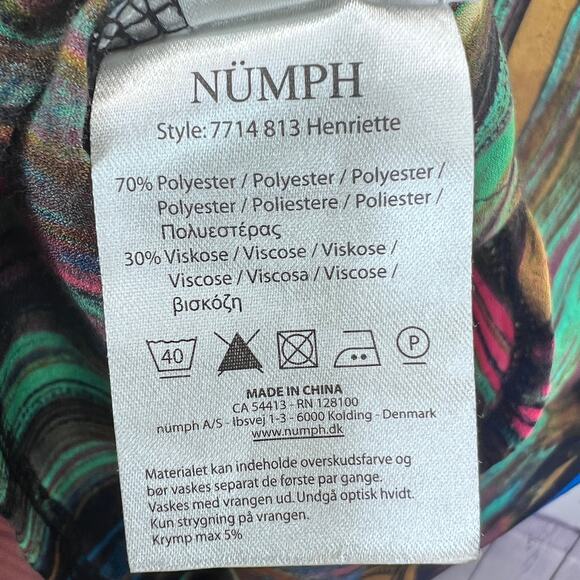 NÜMPH
Style: 7714 813 Henriette
70% Polyester / Polyester / Polyester /
Polyester / Poliestere / Poliester /
Πολυεστέρας
30% Viskose / Viscose / Viskose /
Viscose / Viscosa / Viscose /
βισκόζη
40 P
MADE IN CHINA
CA 54413 - RN 128100
nümph A/S - Ibsvej 1-3 - 6000 Kolding - Denmark
www.numph.dk
Materialet kan indeholde overskudsfarve og
bør vaskes separat de første par gange.
Vaskes med vrangen ud. Undgå optisk hvidt.
Kun strygning på vrangen.
Krymp max 5%